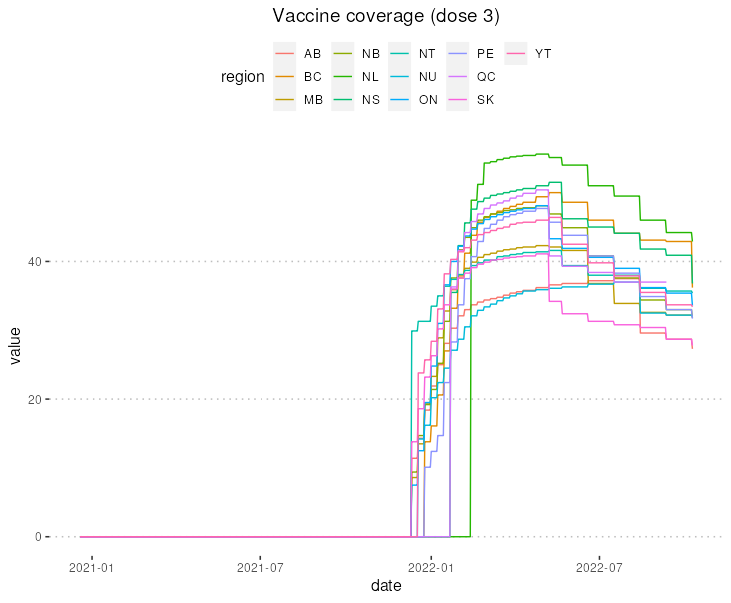 Vaccine coverage (dose 3)
region
AB NB NT PE YT
BC NL NU QC
MB NS ON SK
value
40
20
0
2021-01 2021-07 2022-01 2022-07
date